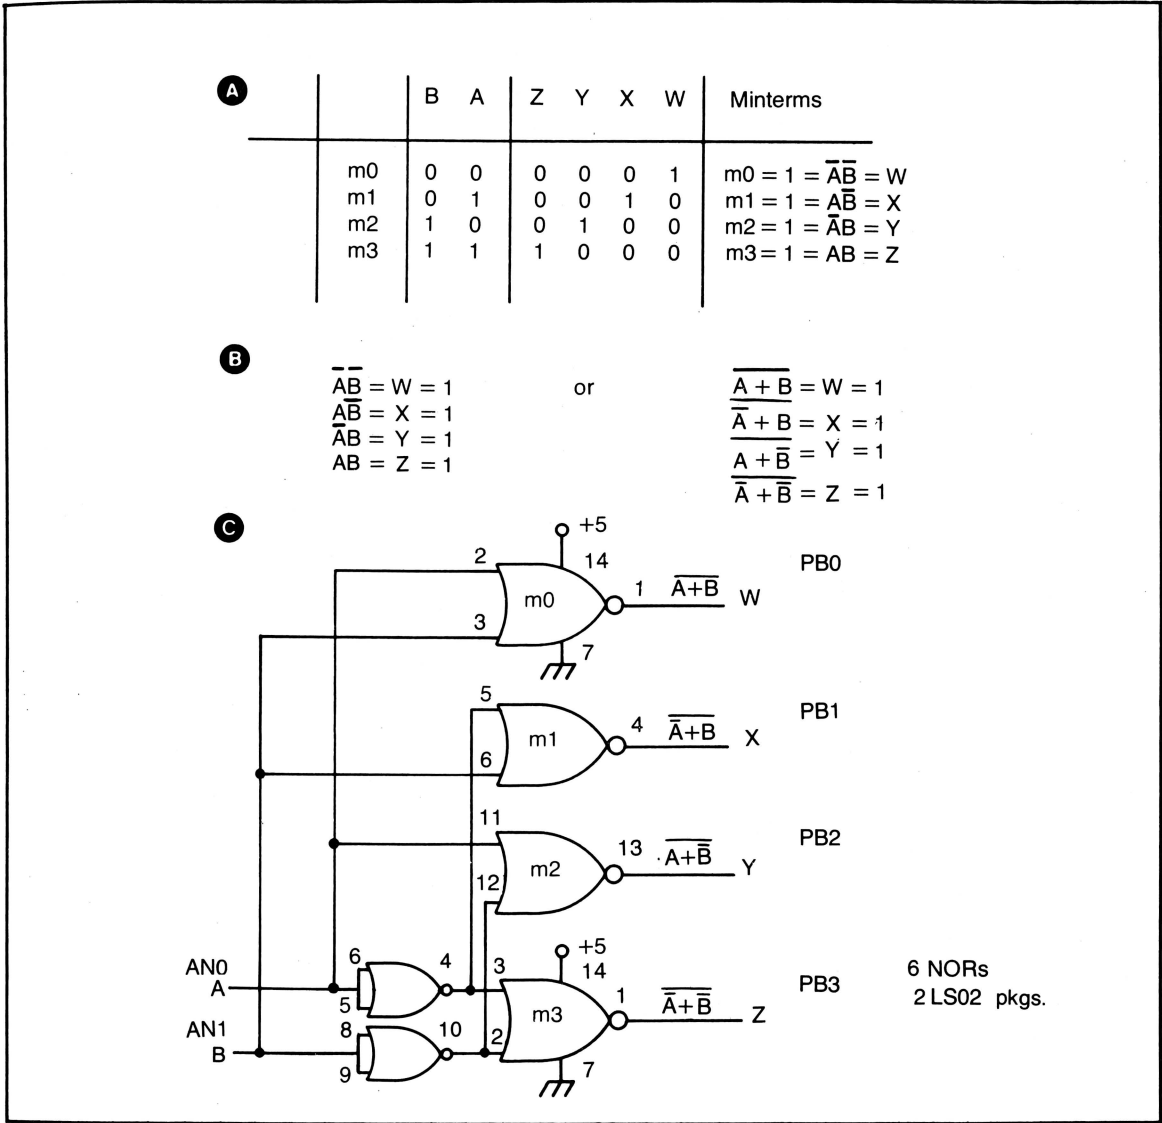 A
B A Z Y X W Minterms
m0 0 0 0 0 0 1 m0 = 1 = A̅B̅ = W
m1 0 1 0 0 1 0 m1 = 1 = AB̅ = X
m2 1 0 0 1 0 0 m2 = 1 = A̅B = Y
m3 1 1 1 0 0 0 m3 = 1 = AB = Z
B
A̅B̅ = W = 1
AB̅ = X = 1
A̅B = Y = 1
AB = Z = 1
or
A̅ ̅+̅ ̅B̅ = W = 1
A̿ ̅+̅ ̅B̅ = X = 1
A̅ ̅+̅ ̅B̿ = Y = 1
A̿ ̅+̅ ̅B̿ = Z = 1
C
+5
2 14 PB0
m0 1 A̅+̅B̅ W
3
7
5 PB1
m1 4 A̿+̅B̅ X
6
11 PB2
m2 13 A̅+̅B̿ Y
12
+5
AN0 6 4 3 14 PB3 6 NORs
A 5 m3 1 A̿+̅B̿ Z 2 LS02 pkgs.
AN1 8 10 2
B 9 7